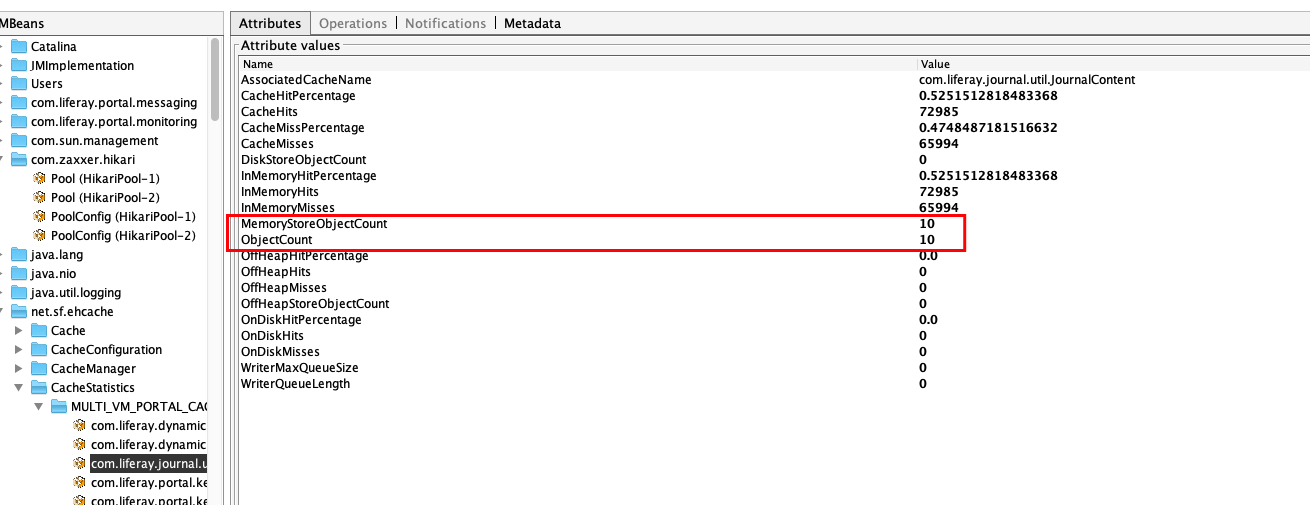 MBeans
Catalina
JMImplementation
Users
com.liferay.portal.messaging
com.liferay.portal.monitoring
com.sun.management
com.zaxxer.hikari
Pool (HikariPool-1)
Pool (HikariPool-2)
PoolConfig (HikariPool-1)
PoolConfig (HikariPool-2)
java.lang
java.nio
java.util.logging
net.sf.ehcache
Cache
CacheConfiguration
CacheManager
CacheStatistics
MULTI_VM_PORTAL_CAC
com.liferay.dynamic
com.liferay.dynamic
com.liferay.journal.u
com.liferay.portal.ke
com.liferay.portal.ke
Attributes Operations Notifications Metadata
Attribute values
Name Value
AssociatedCacheName com.liferay.journal.util.JournalContent
CacheHitPercentage 0.5251512818483368
CacheHits 72985
CacheMissPercentage 0.4748487181516632
CacheMisses 65994
DiskStoreObjectCount 0
InMemoryHitPercentage 0.5251512818483368
InMemoryHits 72985
InMemoryMisses 65994
MemoryStoreObjectCount 10
ObjectCount 10
OffHeapHitPercentage 0.0
OffHeapHits 0
OffHeapMisses 0
OffHeapStoreObjectCount 0
OnDiskHitPercentage 0.0
OnDiskHits 0
OnDiskMisses 0
WriterMaxQueueSize 0
WriterQueueLength 0